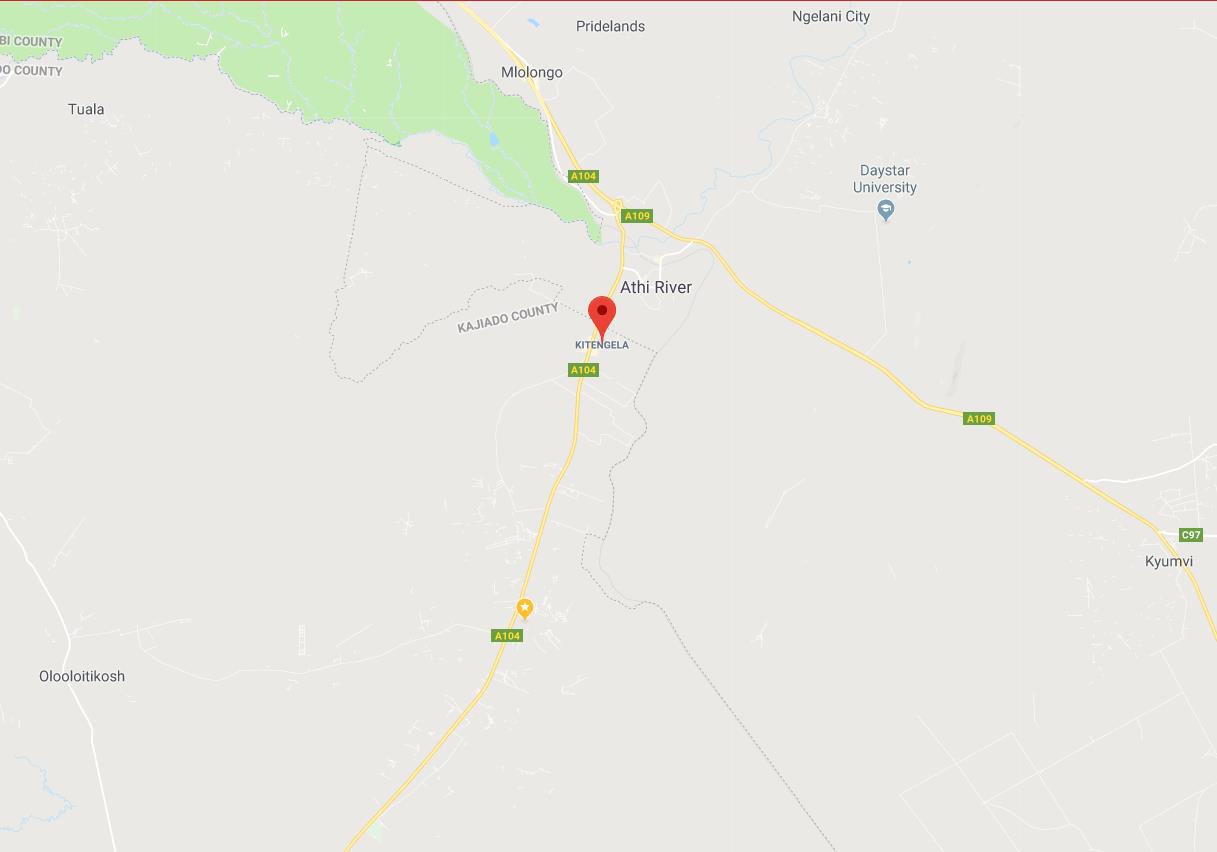 Ngelani City
Pridelands
BI COUNTY
DO COUNTY
Mlolongo
Tuala
A104
Daystar
University
A109
Athi River
KAJIADO COUNTY
KITENGELA
A104
A109
C97
Kyumvi
A104
Olooloitikosh